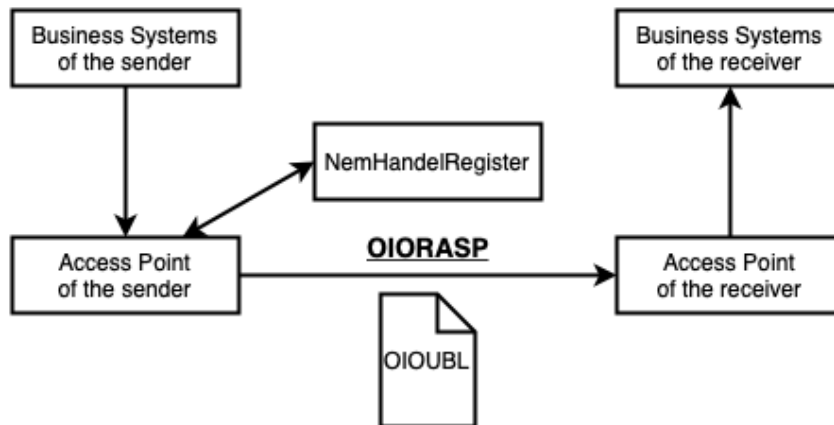 Business Systems
of the sender
Business Systems
of the receiver
NemHandelRegister
Access Point
of the sender
OIORASP
Access Point
of the receiver
OIOUBL